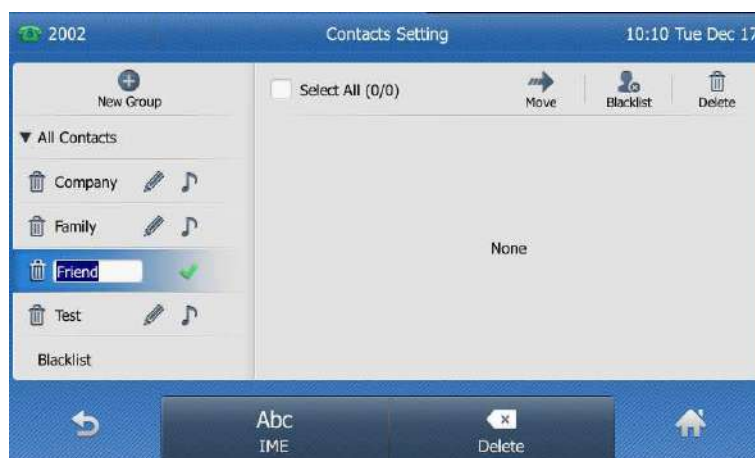 2002 Contacts Setting 10:10 Tue Dec 17
New Group
Select All (0/0)
Move
Blacklist
Delete
All Contacts
Company
Family
Friend
Test
Blacklist
None
Abc
IME
Delete